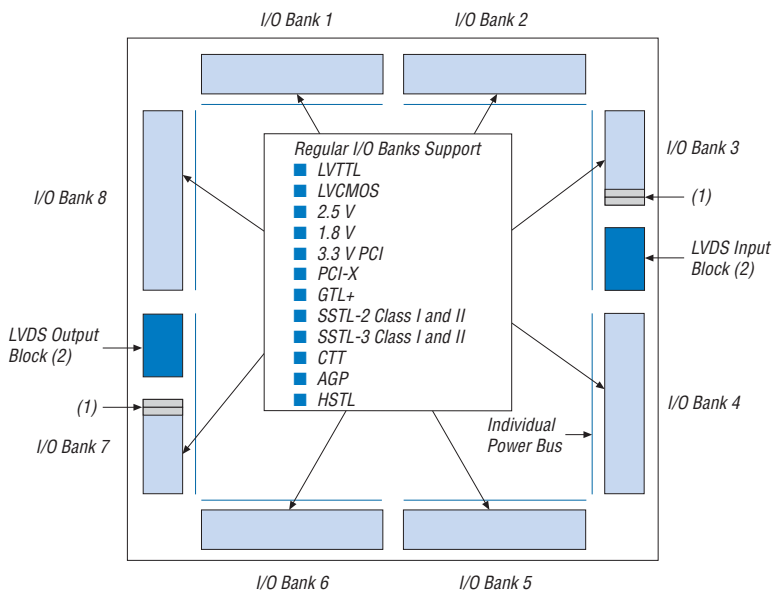 I/O Bank 1
I/O Bank 2
Regular I/O Banks Support
■ LVTTL
■ LVCMOS
■ 2.5 V
■ 1.8 V
■ 3.3 V PCI
■ PCI-X
■ GTL+
■ SSTL-2 Class I and II
■ SSTL-3 Class I and II
■ CTT
■ AGP
■ HSTL
I/O Bank 3
(1)
I/O Bank 8
LVDS Input
Block (2)
LVDS Output
Block (2)
(1)
I/O Bank 7
I/O Bank 4
Individual
Power Bus
I/O Bank 6
I/O Bank 5